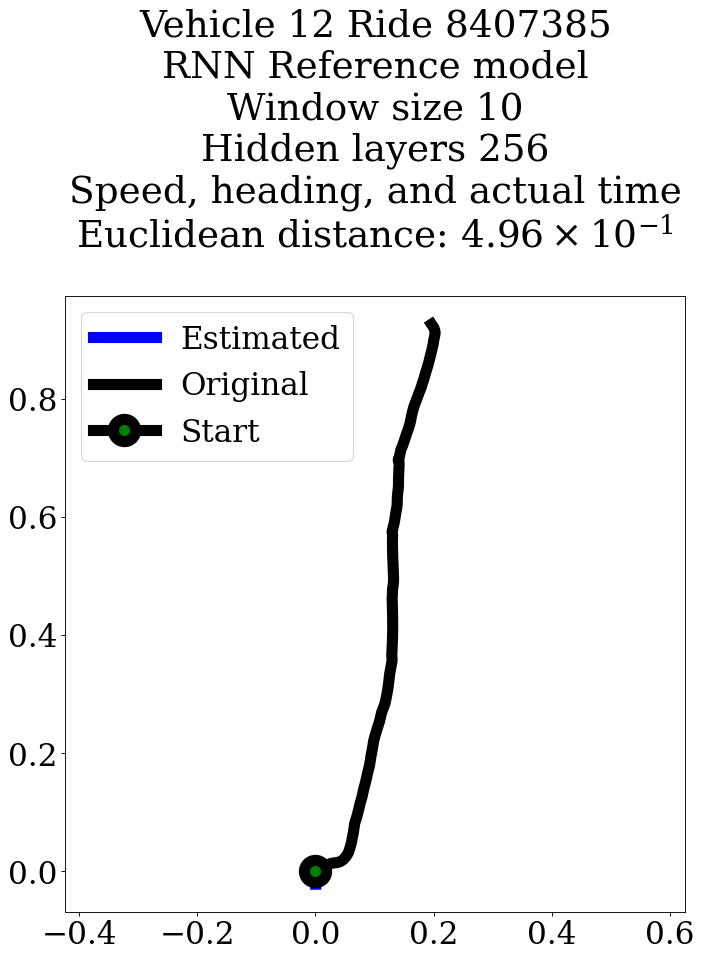 Vehicle 12 Ride 8407385
RNN Reference model
Window size 10
Hidden layers 256
Speed, heading, and actual time
Euclidean distance: 4.96 × 10⁻¹
Estimated
Original
Start
0.8
0.6
0.4
0.2
0.0
−0.4 −0.2 0.0 0.2 0.4 0.6